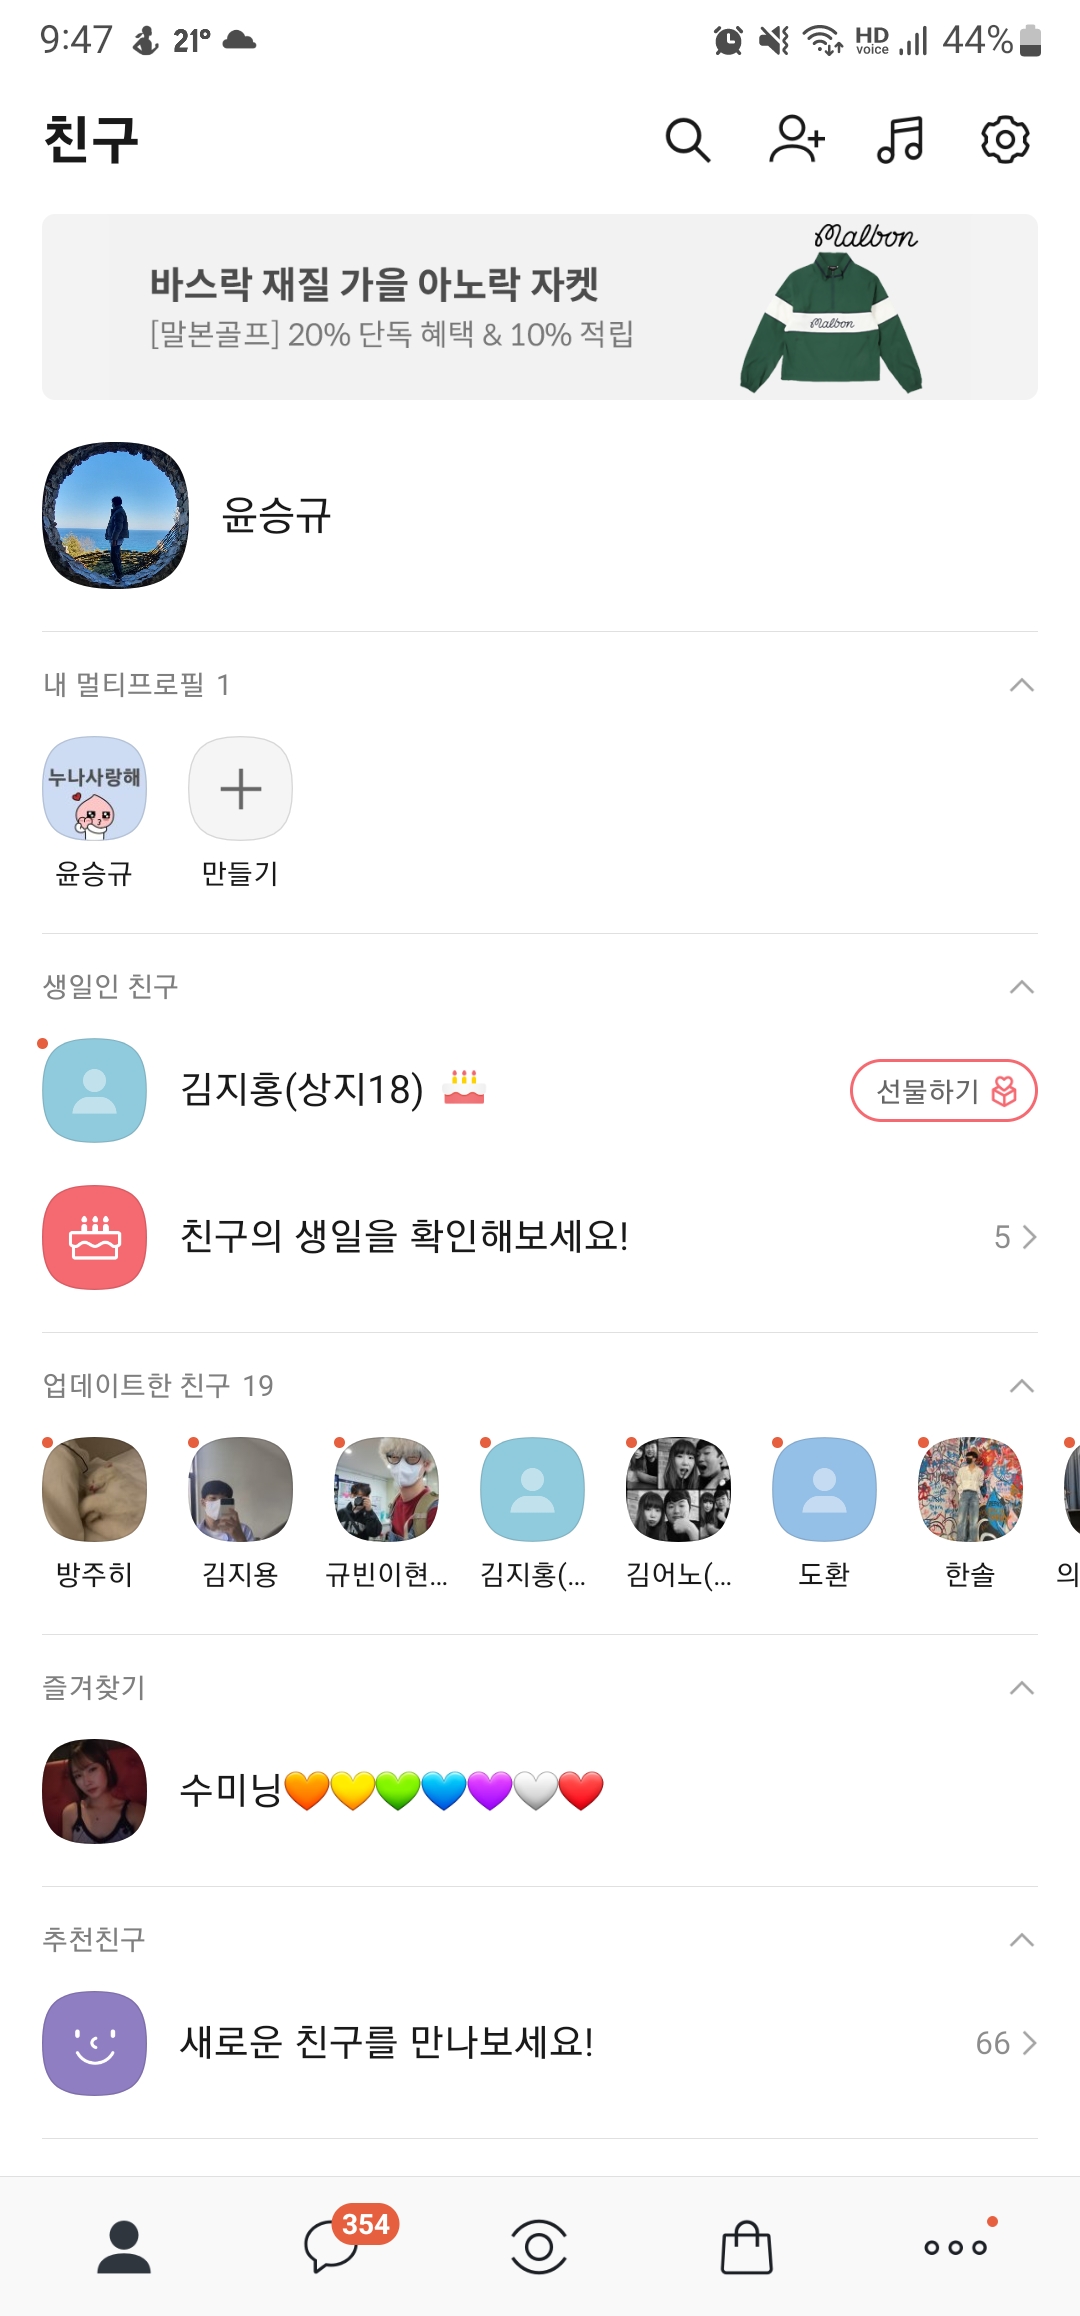 9:47 21° HD voice 44%
친구
Malbon
바스락 재질 가을 아노락 자켓
[말본골프] 20% 단독 혜택 & 10% 적립
Malbon
윤승규
내 멀티프로필 1
누나사랑해
윤승규 만들기
생일인 친구
김지홍(상지18) 🎂 선물하기
친구의 생일을 확인해보세요! 5
업데이트한 친구 19
방주히 김지용 규빈이현... 김지홍(... 김어노(... 도환 한솔 의
즐겨찾기
수미닝🧡💛💚💙💜🤍❤️
추천친구
새로운 친구를 만나보세요! 66
354